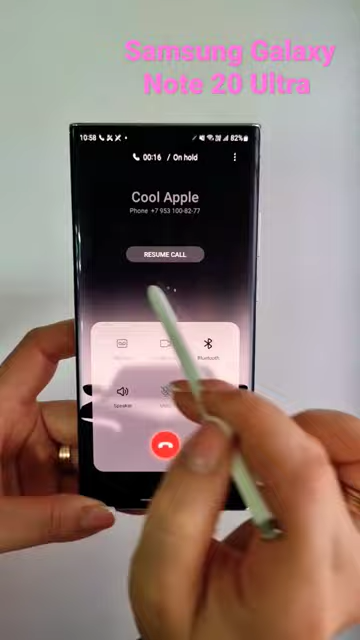 Samsung Galaxy
Note 20 Ultra
10:58
82%
00:16 / On hold
Cool Apple
Phone +7 953 100-82-77
RESUME CALL
Bluetooth
Speaker